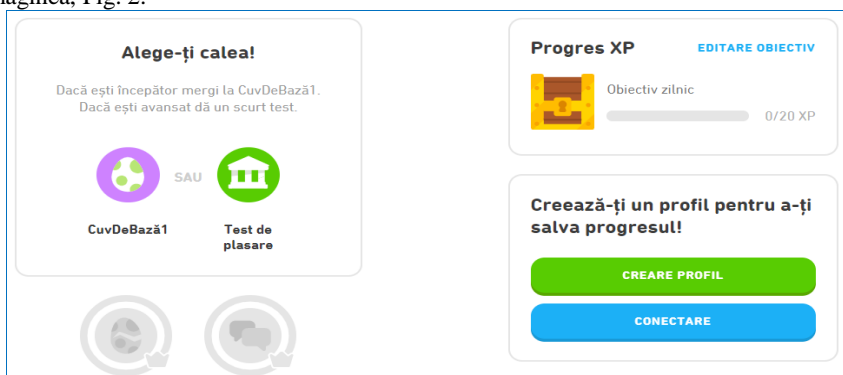 Alege-ți calea!
Dacă ești începător mergi la CuvDeBază1.
Dacă ești avansat dă un scurt test.
SAU
CuvDeBază1
Test de
plasare
Progres XP
EDITARE OBIECTIV
Obiectiv zilnic
0/20 XP
Creează-ți un profil pentru a-ți
salva progresul!
CREARE PROFIL
CONECTARE